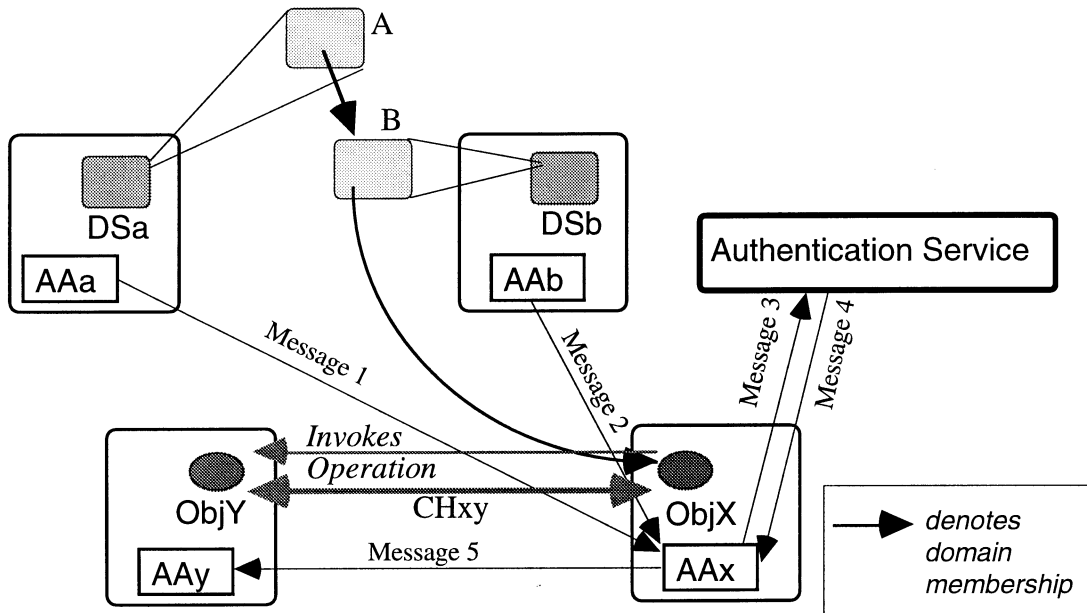 A
B
DSa
AAa
DSb
AAb
Authentication Service
Message 1
Message 2
Message 3
Message 4
Invokes
Operation
CHxy
ObjY
ObjX
Message 5
AAy
AAx
denotes
domain
membership